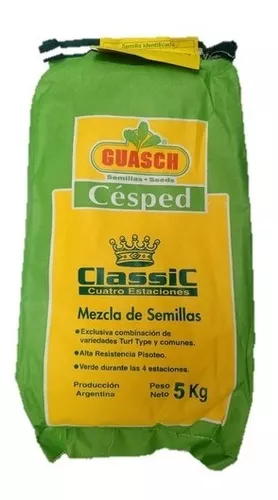 Semilla Identificada
GUASCH
Semillas - Seeds
Césped
Classic
Cuatro Estaciones
Mezcla de Semillas
•Exclusiva combinación de
variedades Turf Type y comunes.
•Alta Resistencia Pisoteo.
•Verde durante las 4 estaciones.
Producción
Argentina
Peso
Neto 5 Kg